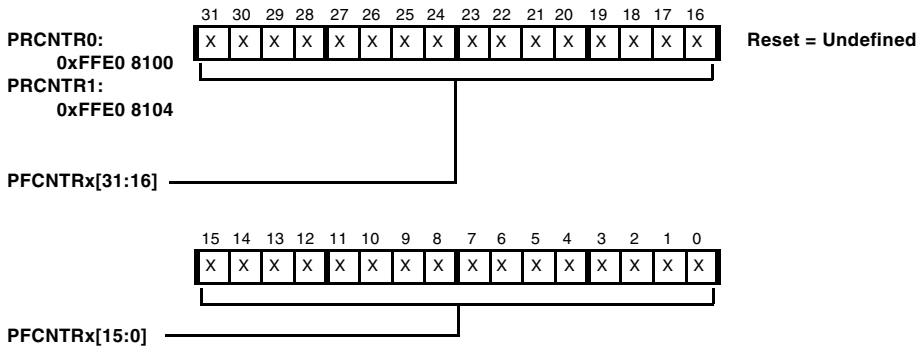 31 30 29 28 27 26 25 24 23 22 21 20 19 18 17 16
PRCNTR0:
X X X X X X X X X X X X X X X X
Reset = Undefined
0xFFE0 8100
PRCNTR1:
0xFFE0 8104
PFCNTRx[31:16]
15 14 13 12 11 10 9 8 7 6 5 4 3 2 1 0
X X X X X X X X X X X X X X X X
PFCNTRx[15:0]